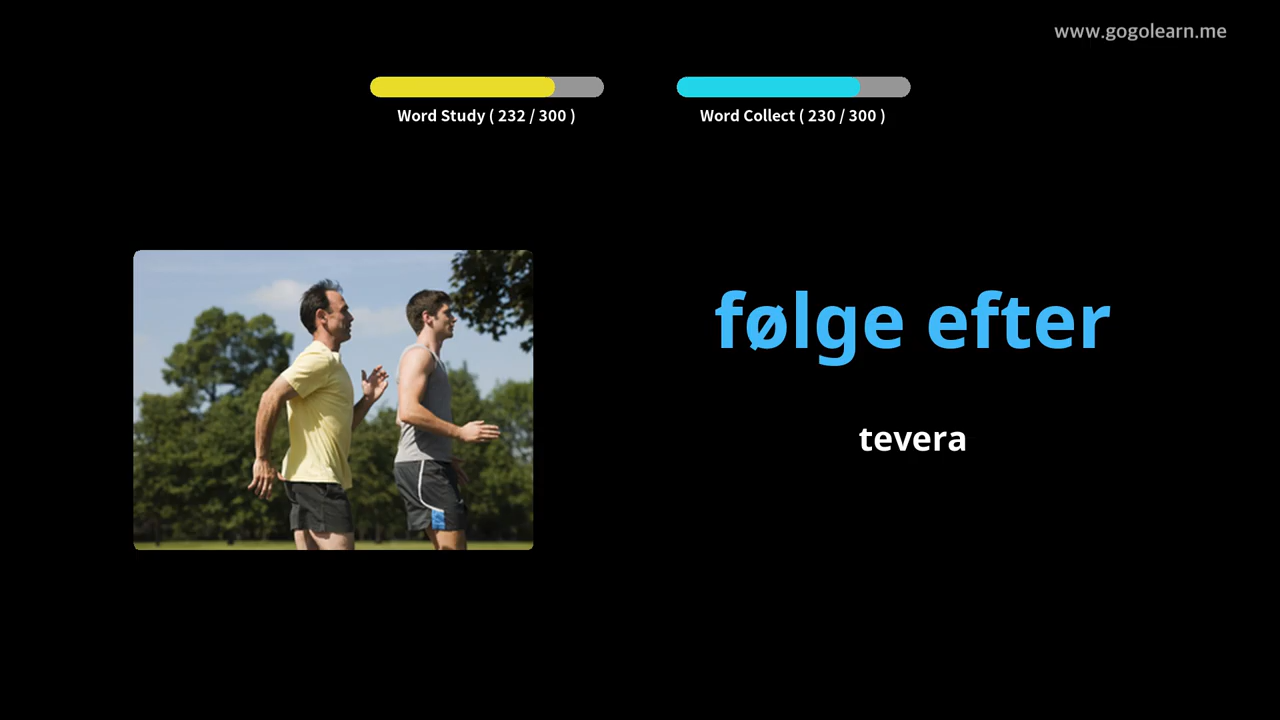 www.gogolearn.me
Word Study ( 232 / 300 )
Word Collect ( 230 / 300 )
følge efter
tevera